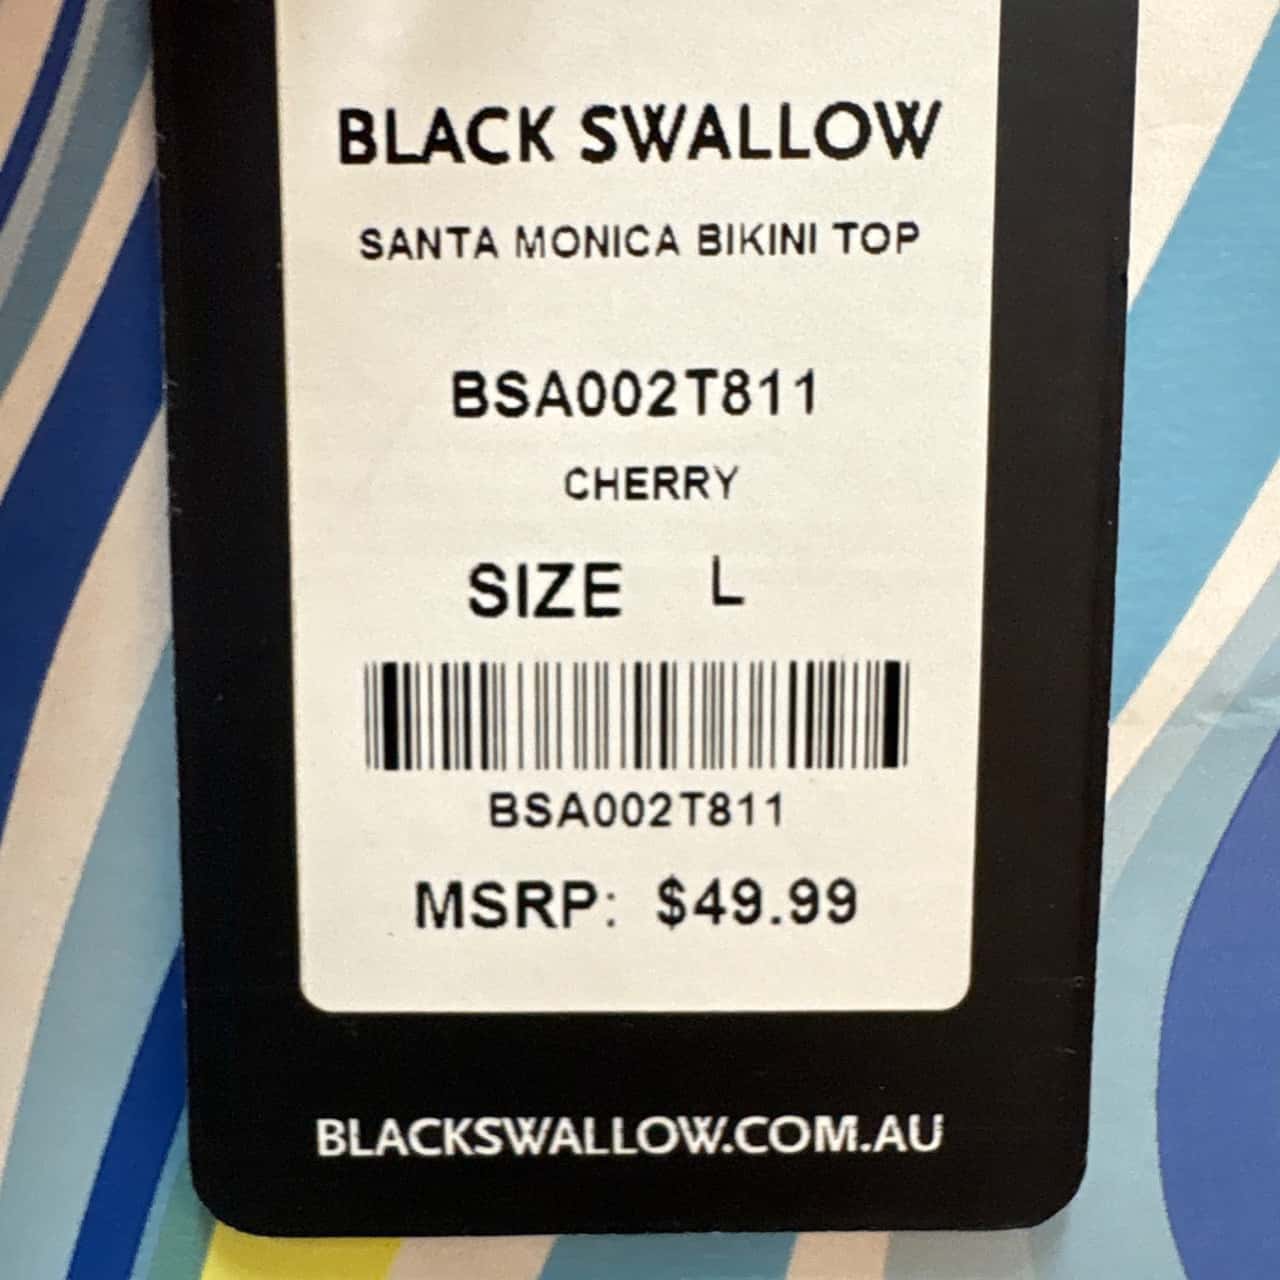 BLACK SWALLOW
SANTA MONICA BIKINI TOP
BSA002T811
CHERRY
SIZE L
BSA002T811
MSRP: $49.99
BLACKSWALLOW.COM.AU